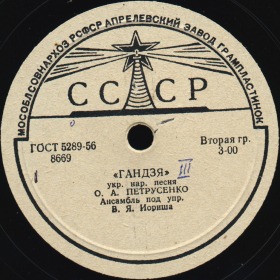 МОСОБЛСОВНАРХОЗ РСФСР АПРЕЛЕВСКИЙ ЗАВОД ГРАМПЛАСТИНОК
СССР
ГОСТ 5289-56
8669
Вторая гр.
3-00
«ГАНДЗЯ» III
укр. нар. песня
О. А. ПЕТРУСЕНКО
Ансамбль под упр.
В. Я. Йориша